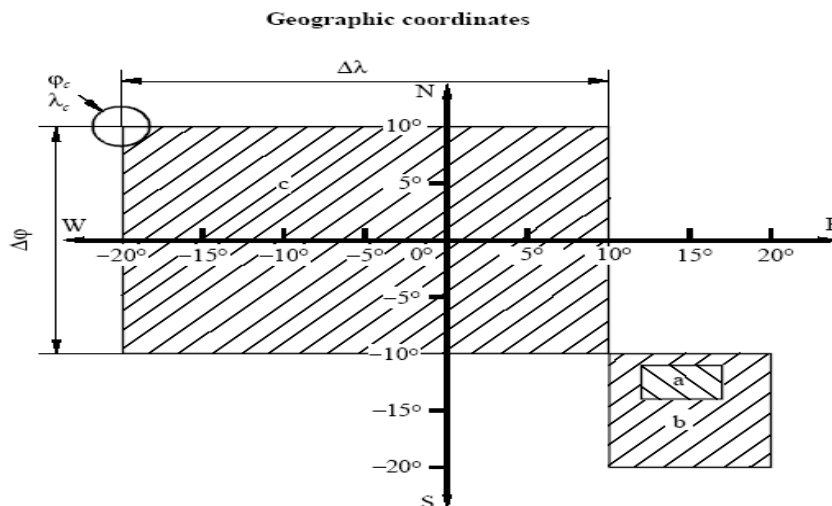 Geographic coordinates
Δλ
φc
λc
N
10°
c
5°
W
E
Δφ
−20° −15° −10° −5° 0° 5° 10° 15° 20°
−5°
−10°
a
−15°
b
−20°
S